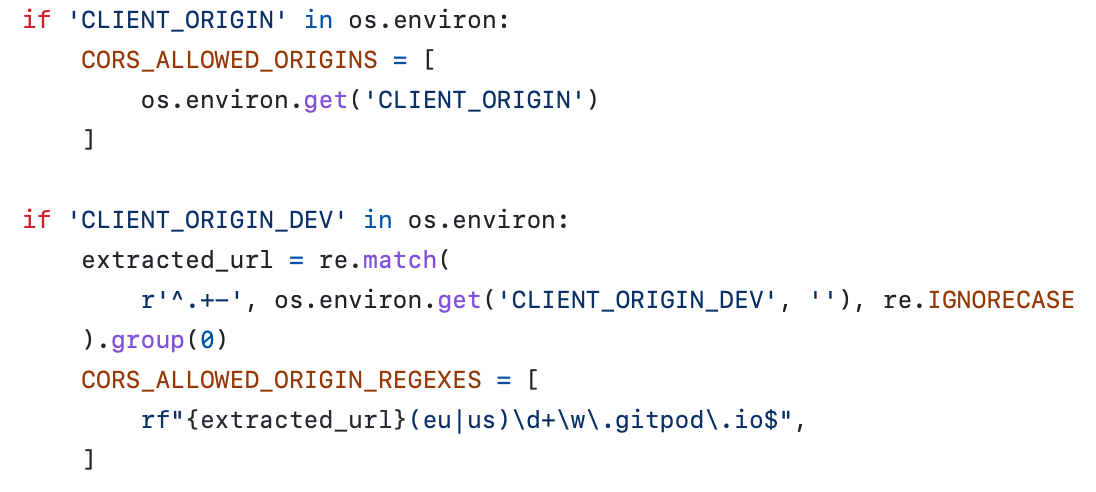 if 'CLIENT_ORIGIN' in os.environ:
    CORS_ALLOWED_ORIGINS = [
        os.environ.get('CLIENT_ORIGIN')
    ]

if 'CLIENT_ORIGIN_DEV' in os.environ:
    extracted_url = re.match(
        r'^.+-', os.environ.get('CLIENT_ORIGIN_DEV', ''), re.IGNORECASE
    ).group(0)
    CORS_ALLOWED_ORIGIN_REGEXES = [
        rf"{extracted_url}(eu|us)\d+\w\.gitpod\.io$",
    ]